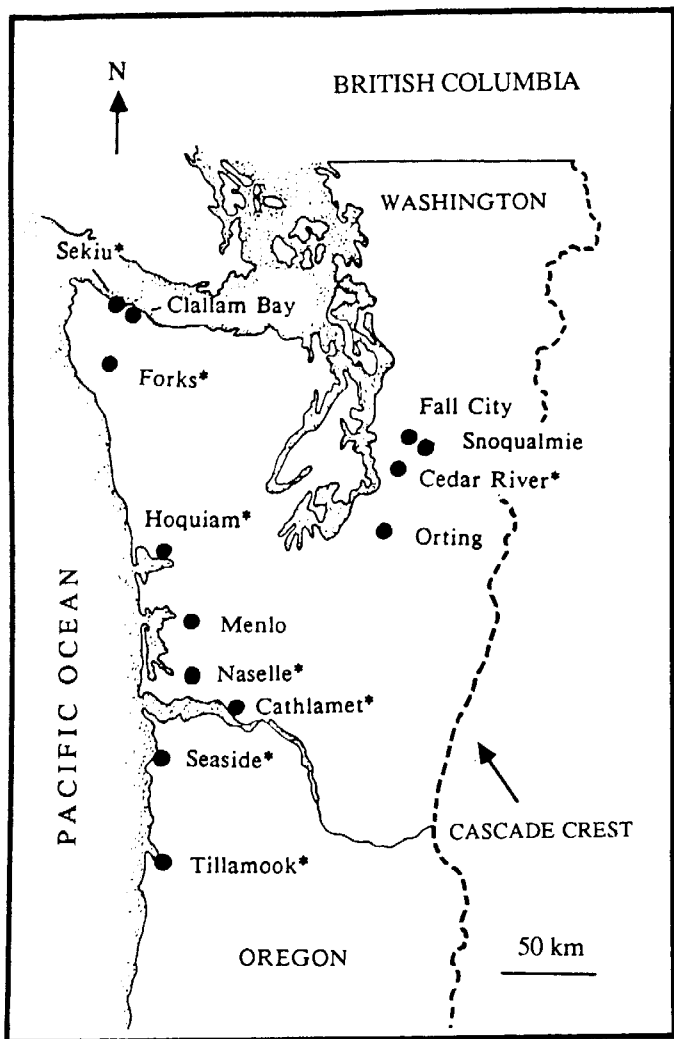 N
BRITISH COLUMBIA
WASHINGTON
Sekiu*
Clallam Bay
Forks*
Fall City
Snoqualmie
Cedar River*
Hoquiam*
Orting
Menlo
Naselle*
Cathlamet*
Seaside*
PACIFIC OCEAN
CASCADE CREST
Tillamook*
50 km
OREGON